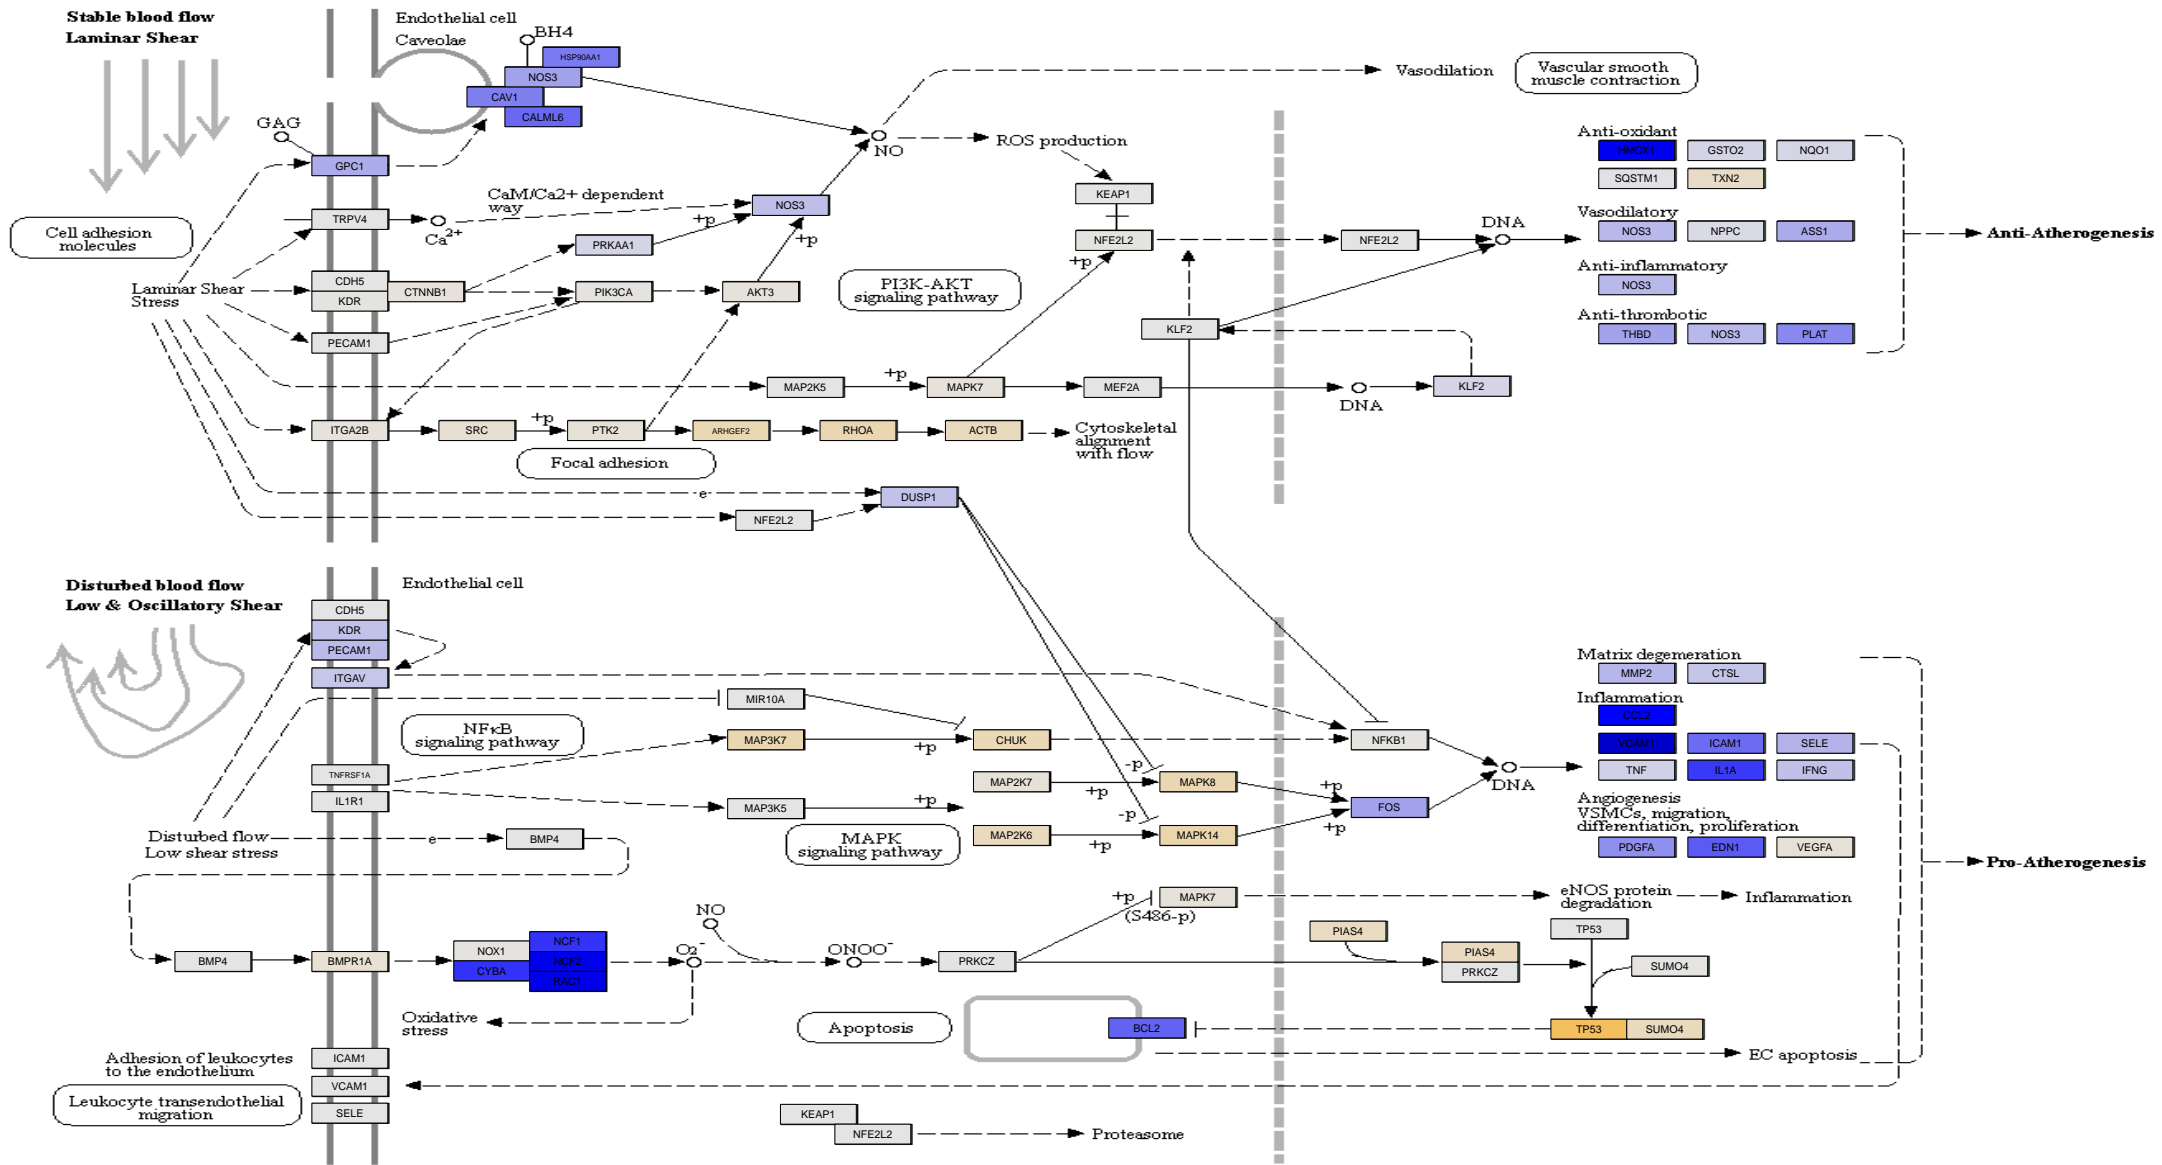 Stable blood flow
Laminar Shear
Endothelial cell
Caveolae
BH4
HSP90AA1
NOS3
CAV1
CALML6
Vasodilation
Vascular smooth
muscle contraction
GAG
GPC1
NO
ROS production
Anti-oxidant
HMOX1
GSTO2
NQO1
SQSTM1
TXN2
KEAP1
Cell adhesion
molecules
TRPV4
Ca2+
CaM/Ca2+ dependent
way
NOS3
+p
+p
PRKAA1
NFE2L2
+p
NFE2L2
DNA
Vasodilatory
NOS3
NPPC
ASS1
Anti-Atherogenesis
Laminar Shear
Stress
CDH5
KDR
CTNNB1
PIK3CA
AKT3
PI3K-AKT
signaling pathway
Anti-inflammatory
NOS3
Anti-thrombotic
THBD
NOS3
PLAT
KLF2
PECAM1
MAP2K5
+p
MAPK7
MEF2A
DNA
KLF2
ITGA2B
SRC
+p
PTK2
ARHGEF2
RHOA
ACTB
Cytoskeletal
alignment
with flow
Focal adhesion
e
DUSP1
NFE2L2
Disturbed blood flow
Low & Oscillatory Shear
Endothelial cell
CDH5
KDR
PECAM1
ITGAV
MIR10A
NFκB
signaling pathway
MAP3K7
+p
CHUK
NFKB1
Matrix degeneration
MMP2
CTSL
Inflammation
CCL2
VCAM1
ICAM1
SELE
TNF
IL1A
IFNG
DNA
TNFRSF1A
IL1R1
MAP3K5
+p
MAP2K7
+p
-p
MAPK8
+p
FOS
+p
MAP2K6
+p
-p
MAPK14
MAPK
signaling pathway
Angiogenesis
VSMCs, migration,
differentiation, proliferation
PDGFA
EDN1
VEGFA
Pro-Atherogenesis
Disturbed flow
Low shear stress
e
BMP4
+p
(S486-p)
MAPK7
eNOS protein
degradation
Inflammation
BMP4
BMPR1A
NOX1
CYBA
NCF1
NCF2
RAC1
O2-
NO
ONOO-
PRKCZ
PIAS4
PIAS4
PRKCZ
TP53
SUMO4
Oxidative
stress
Apoptosis
BCL2
TP53
SUMO4
EC apoptosis
Adhesion of leukocytes
to the endothelium
ICAM1
VCAM1
SELE
Leukocyte transendothelial
migration
KEAP1
NFE2L2
Proteasome